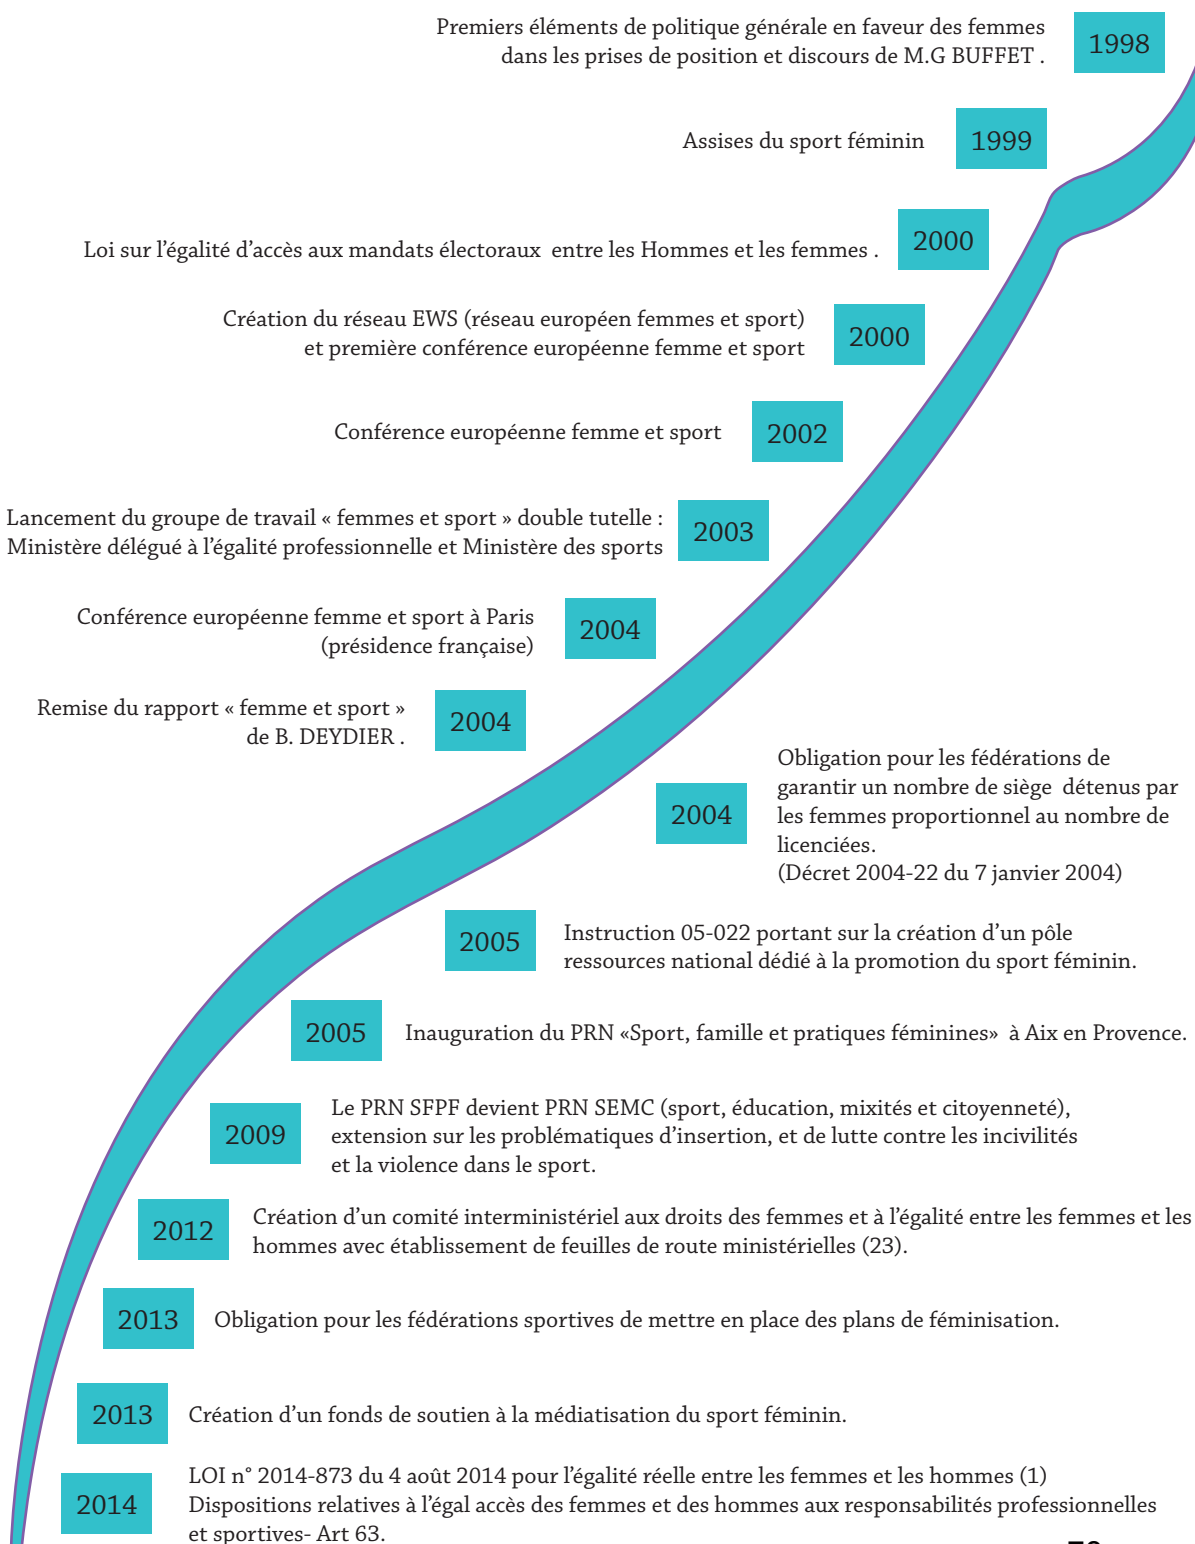 Premiers éléments de politique générale en faveur des femmes
dans les prises de position et discours de M.G BUFFET .
1998
Assises du sport féminin
1999
Loi sur l’égalité d’accès aux mandats électoraux  entre les Hommes et les femmes .
2000
Création du réseau EWS (réseau européen femmes et sport)
et première conférence européenne femme et sport
2000
Conférence européenne femme et sport
2002
Lancement du groupe de travail « femmes et sport » double tutelle :
Ministère délégué à l’égalité professionnelle et Ministère des sports
2003
Conférence européenne femme et sport à Paris
(présidence française)
2004
Remise du rapport « femme et sport »
de B. DEYDIER .
2004
2004
Obligation pour les fédérations de
garantir un nombre de siège  détenus par
les femmes proportionnel au nombre de
licenciées.
(Décret 2004-22 du 7 janvier 2004)
2005
Instruction 05-022 portant sur la création d’un pôle
ressources national dédié à la promotion du sport féminin.
2005
Inauguration du PRN «Sport, famille et pratiques féminines»  à Aix en Provence.
2009
Le PRN SFPF devient PRN SEMC (sport, éducation, mixités et citoyenneté),
extension sur les problématiques d’insertion, et de lutte contre les incivilités
et la violence dans le sport.
2012
Création d’un comité interministériel aux droits des femmes et à l’égalité entre les femmes et les
hommes avec établissement de feuilles de route ministérielles (23).
2013
Obligation pour les fédérations sportives de mettre en place des plans de féminisation.
2013
Création d’un fonds de soutien à la médiatisation du sport féminin.
2014
LOI n° 2014-873 du 4 août 2014 pour l’égalité réelle entre les femmes et les hommes (1)
Dispositions relatives à l’égal accès des femmes et des hommes aux responsabilités professionnelles
et sportives- Art 63.